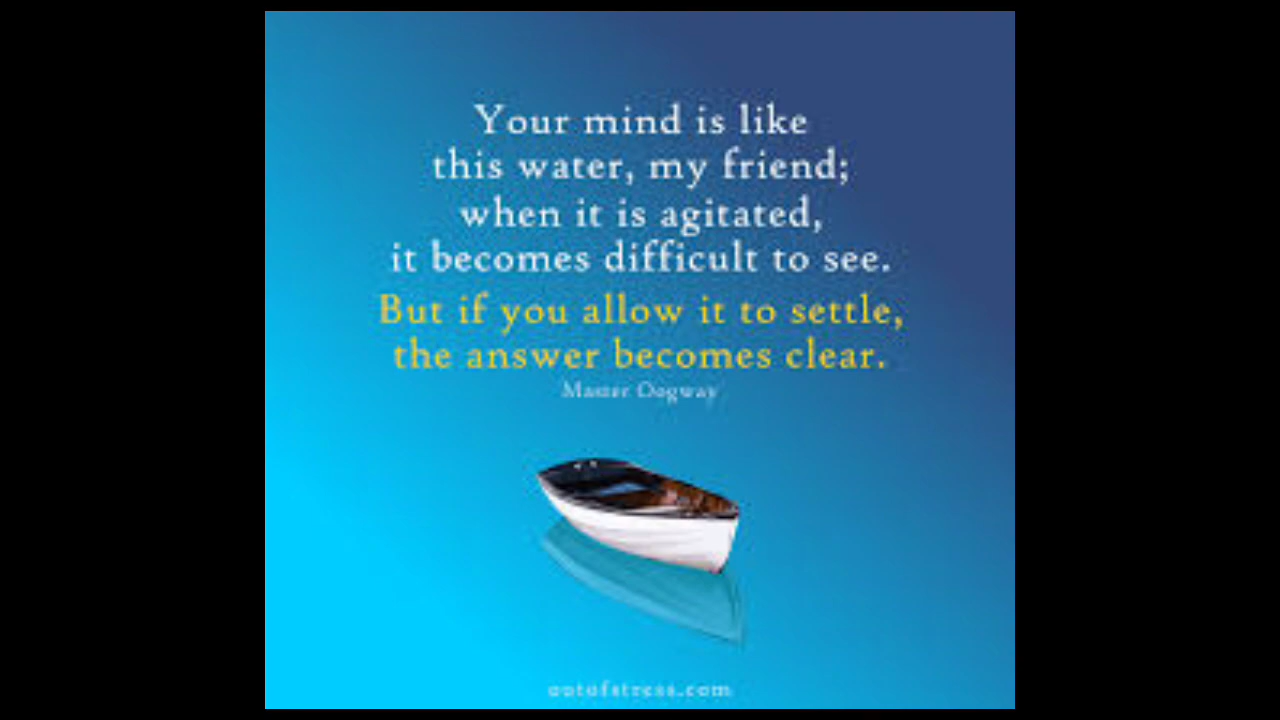 Your mind is like
this water, my friend;
when it is agitated,
it becomes difficult to see.
But if you allow it to settle,
the answer becomes clear.
Master Oogway
outofstress.com